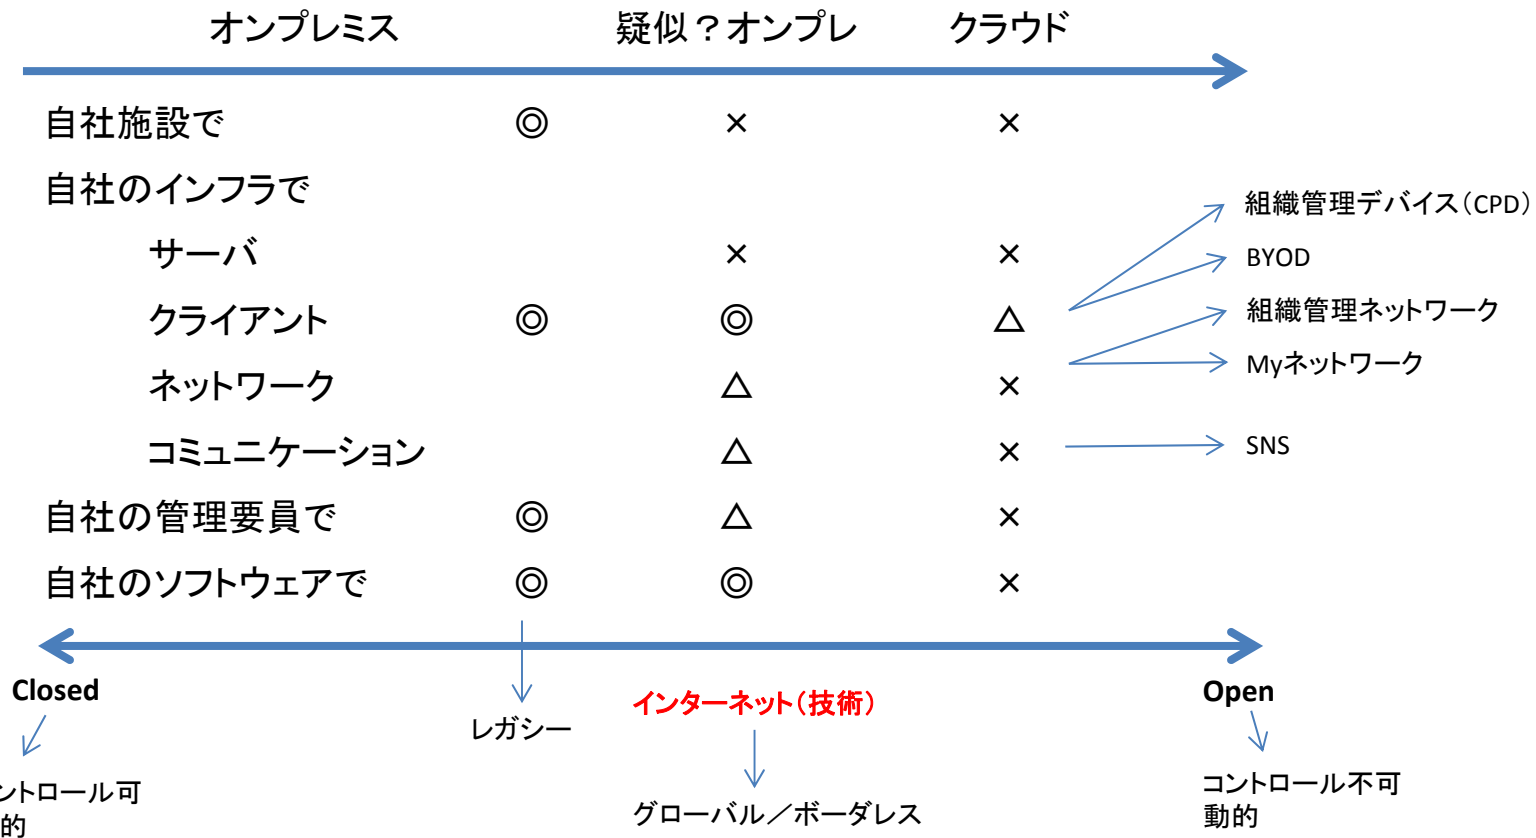 オンプレミス 疑似？オンプレ クラウド
自社施設で ◎ × ×
自社のインフラで
サーバ × ×
クライアント ◎ ◎ △
ネットワーク △ ×
コミュニケーション △ ×
自社の管理要員で ◎ △ ×
自社のソフトウェアで ◎ ◎ ×
組織管理デバイス（CPD）
BYOD
組織管理ネットワーク
Myネットワーク
SNS
Closed
Open
レガシー
インターネット（技術）
グローバル／ボーダレス
ントロール可
的
コントロール不可
動的